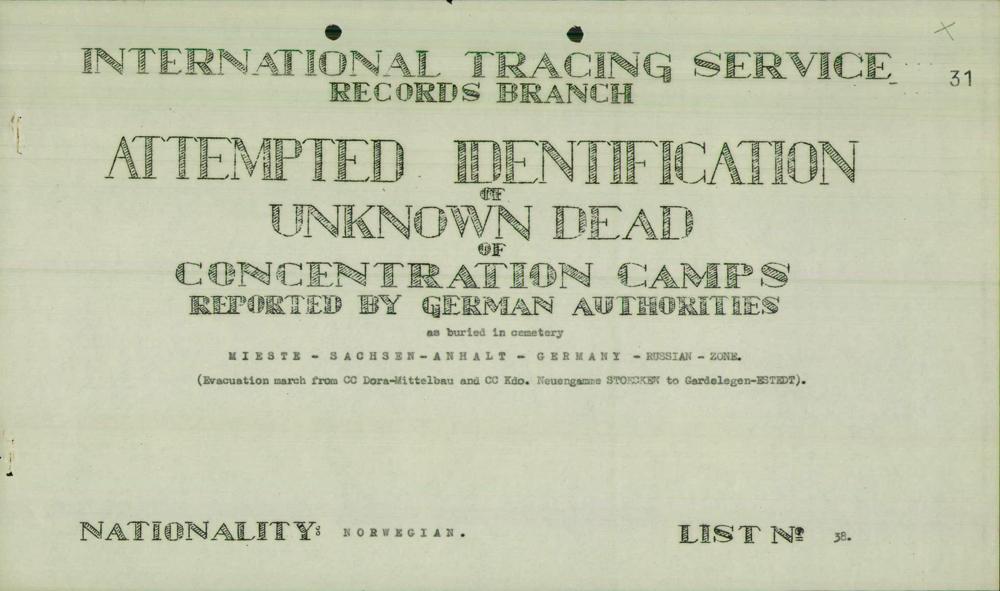 INTERNATIONAL TRACING SERVICE
31
RECORDS BRANCH
ATTEMPTED IDENTIFICATION
OF
UNKNOWN DEAD
OF
CONCENTRATION CAMPS
REPORTED BY GERMAN AUTHORITIES
as buried in cemetery
MIESTE - SACHSEN-ANHALT - GERMANY - RUSSIAN - ZONE.
(Evacuation march from CC Dora-Mittelbau and CC Kdo. Neuengamme STOECKEN to Gardelegen-ESTEDT).
NATIONALITY: NORWEGIAN.
LIST Nº 38.